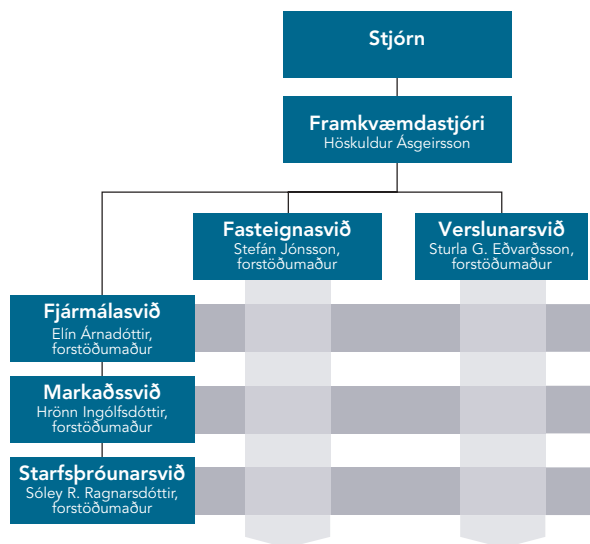 Stjórn
Framkvæmdastjóri
Höskuldur Ásgeirsson
Fasteignasvið
Stefán Jónsson,
forstöðumaður
Verslunarsvið
Sturla G. Eðvarðsson,
forstöðumaður
Fjármálasvið
Elín Árnadóttir,
forstöðumaður
Markaðssvið
Hrönn Ingólfsdóttir,
forstöðumaður
Starfsþróunarsvið
Sóley R. Ragnarsdóttir,
forstöðumaður